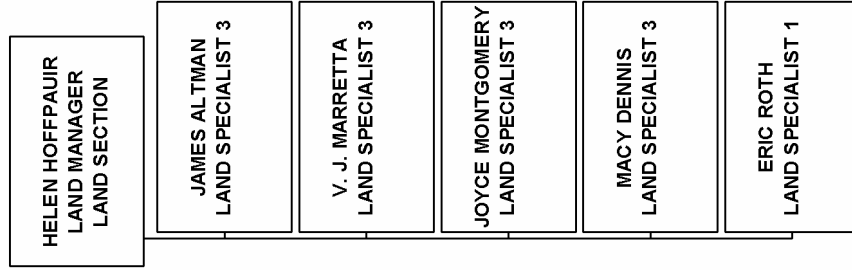 HELEN HOFFPAUIR
LAND MANAGER
LAND SECTION
JAMES ALTMAN
LAND SPECIALIST 3
V. J. MARRETTA
LAND SPECIALIST 3
JOYCE MONTGOMERY
LAND SPECIALIST 3
MACY DENNIS
LAND SPECIALIST 3
ERIC ROTH
LAND SPECIALIST 1